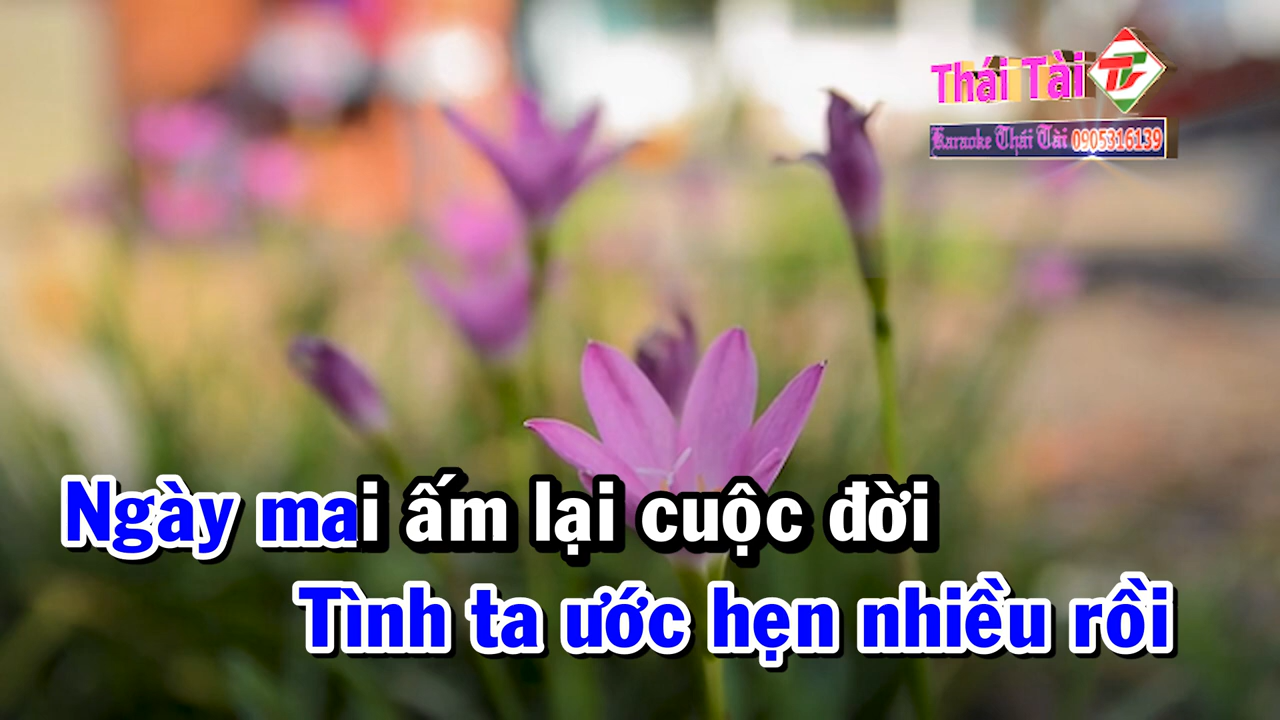 Thái Tài
Karaoke Thái Tài 0905316139
Ngày mai ấm lại cuộc đời
Tình ta ước hẹn nhiều rồi